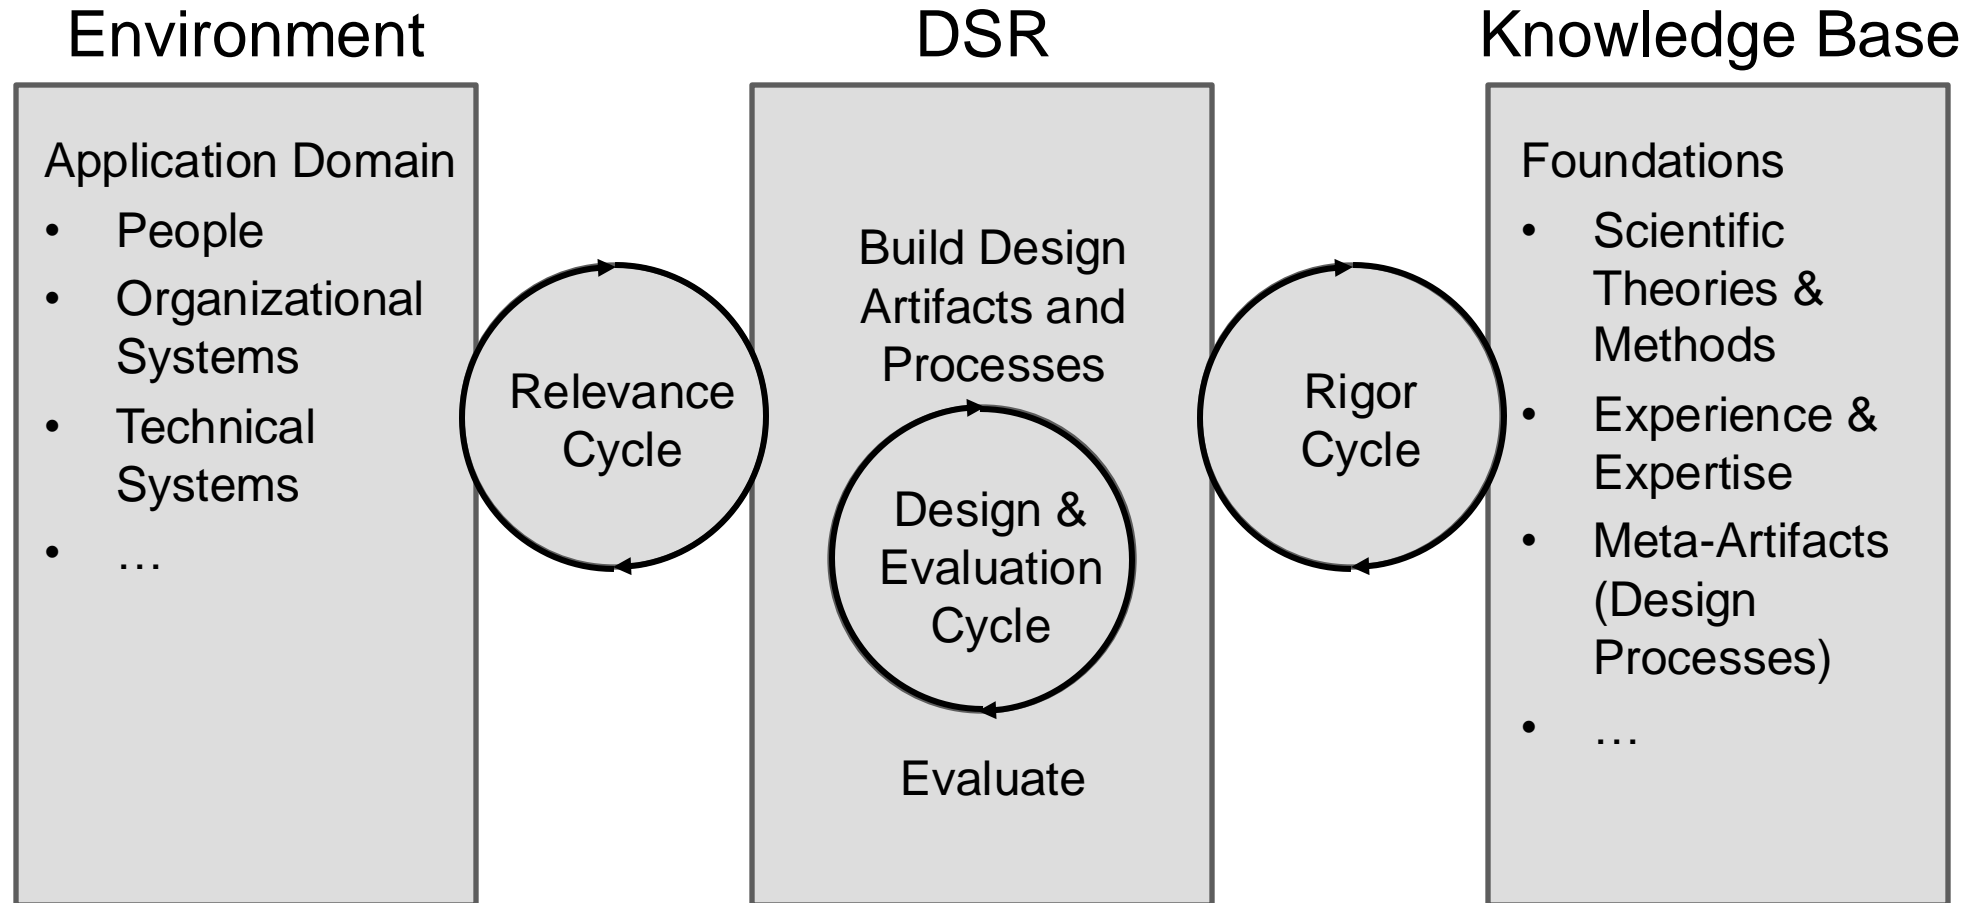 Environment
DSR
Knowledge Base
Application Domain
• People
• Organizational
Systems
• Technical
Systems
• …
Relevance
Cycle
Build Design
Artifacts and
Processes
Design &
Evaluation
Cycle
Evaluate
Rigor
Cycle
Foundations
• Scientific
Theories &
Methods
• Experience &
Expertise
• Meta-Artifacts
(Design
Processes)
• …